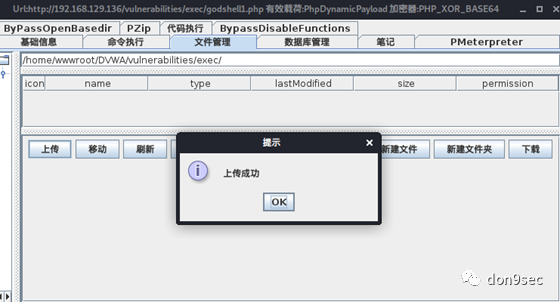 Url:http://192.168.129.136/vulnerabilities/exec/godshell1.php 有效载荷:PhpDynamicPayload 加密器:PHP_XOR_BASE64
ByPassOpenBasedir PZip 代码执行 BypassDisableFunctions
基础信息 命令执行 文件管理 数据库管理 笔记 PMeterpreter
/home/wwwroot/DVWA/vulnerabilities/exec/
icon name type lastModified size permission
提示
上传 移动 刷新 新建文件 新建文件夹 下载
上传成功
OK
don9sec